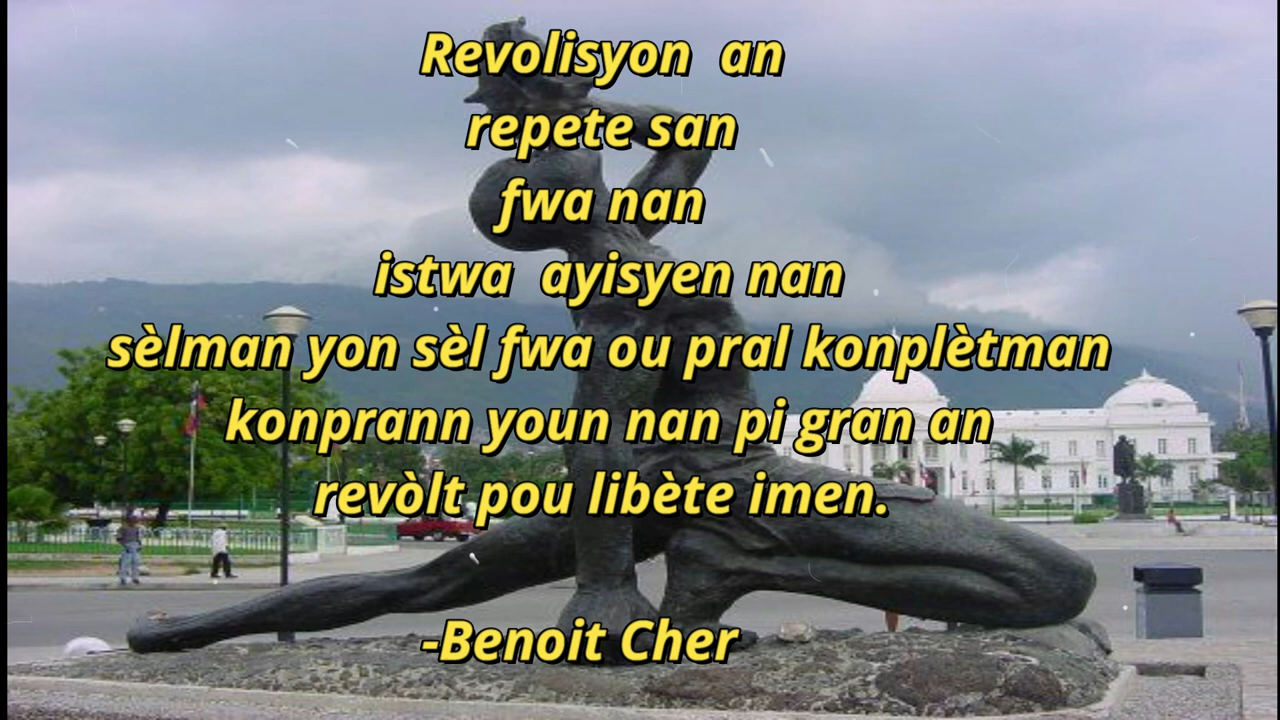 Revolisyon an
repete san
fwa nan
istwa ayisyen nan
sèlman yon sèl fwa ou pral konplètman
konprann youn nan pi gran an
revòlt pou libète imen.
-Benoit Cher